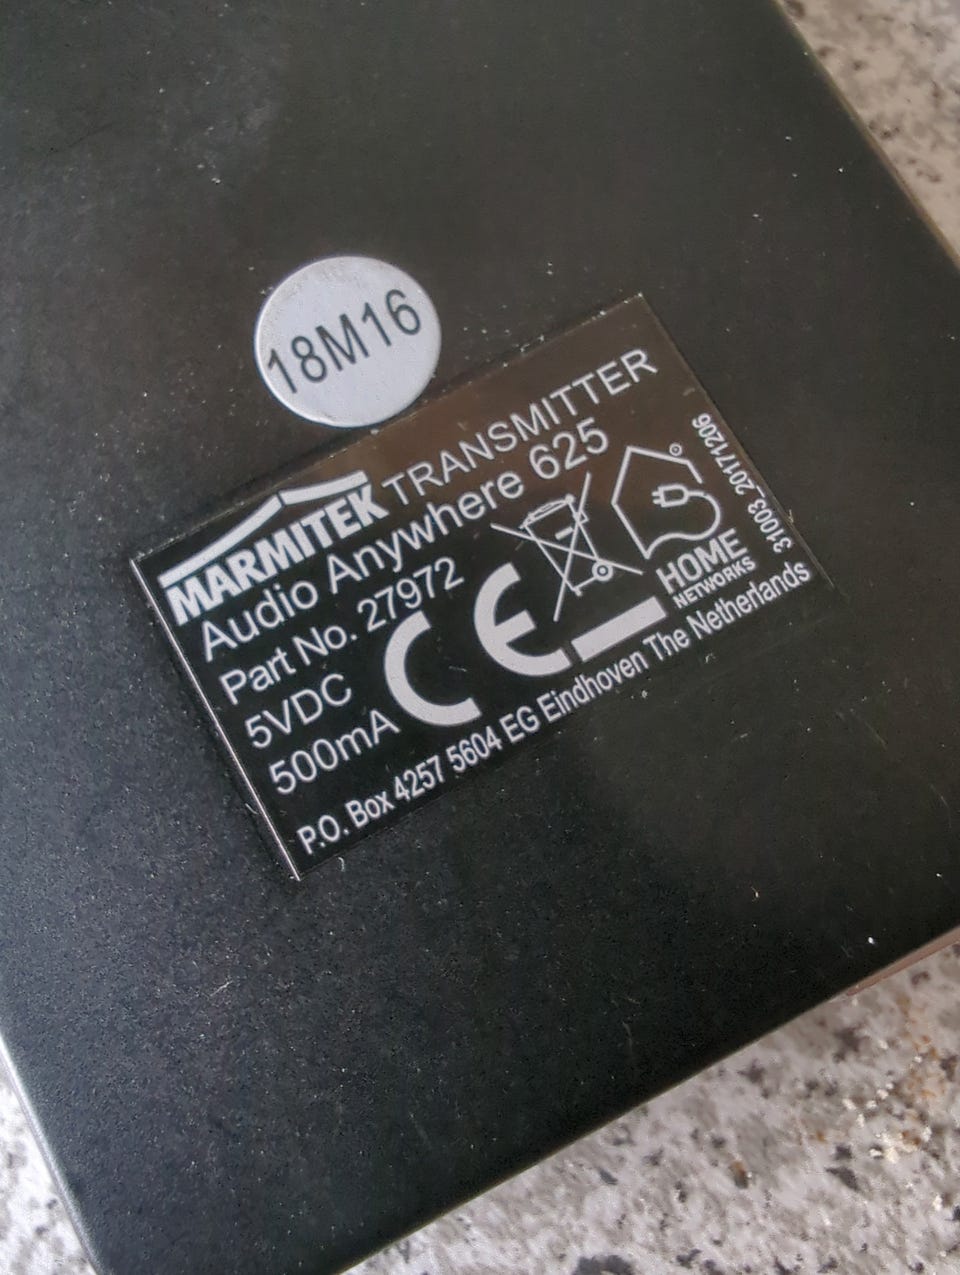 18M16
MARMITEK TRANSMITTER
Audio Anywhere 625
Part No. 27972
5VDC
500mA
CE
HOME
NETWORKS
31003_20171206
P.O. Box 4257 5604 EG Eindhoven The Netherlands